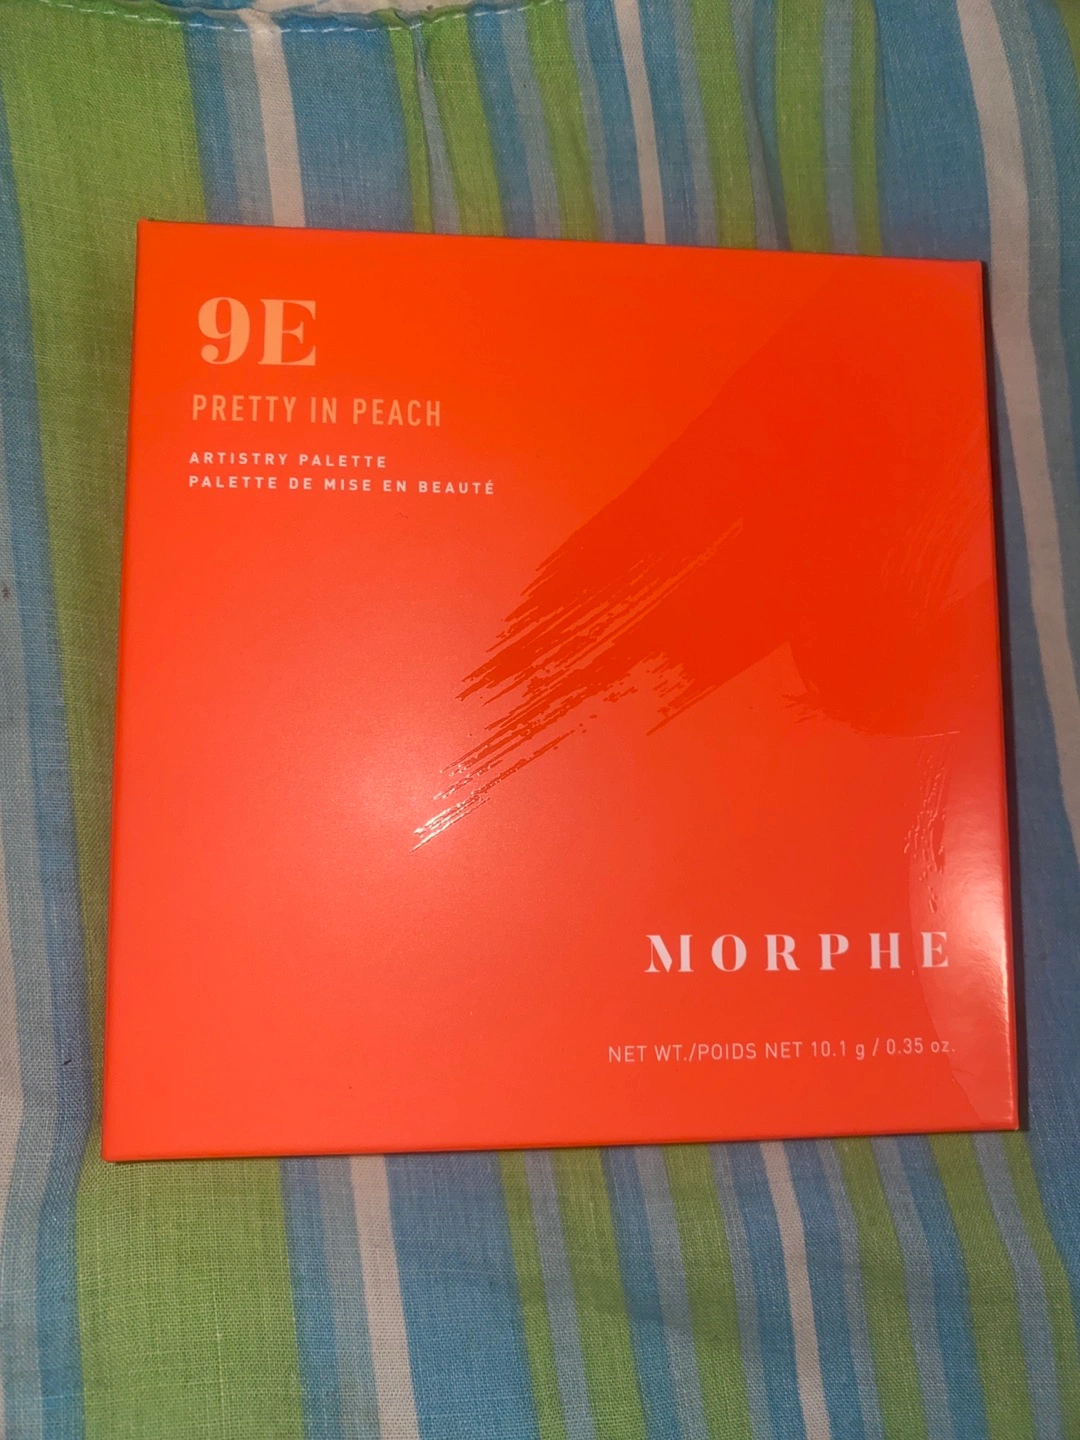 9E
PRETTY IN PEACH
ARTISTRY PALETTE
PALETTE DE MISE EN BEAUTÉ
MORPHE
NET WT./POIDS NET 10.1 g / 0.35 oz.